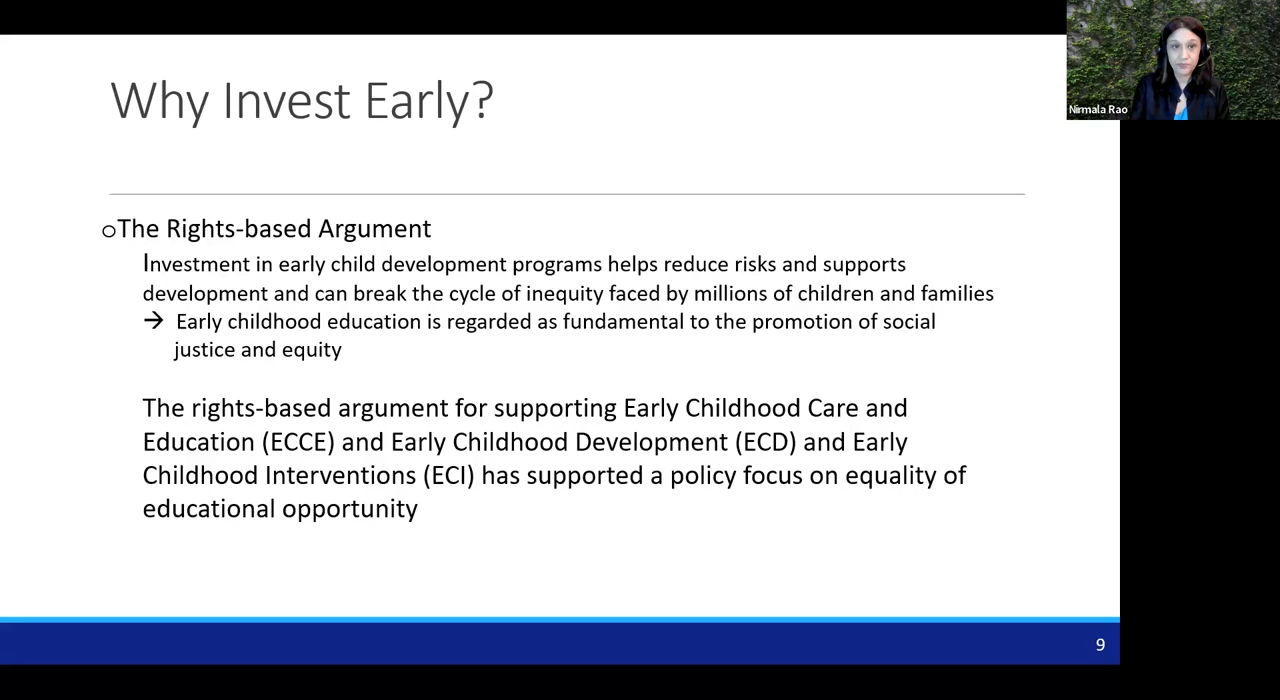 Why Invest Early?
Nirmala Rao
oThe Rights-based Argument
Investment in early child development programs helps reduce risks and supports
development and can break the cycle of inequity faced by millions of children and families
→ Early childhood education is regarded as fundamental to the promotion of social
justice and equity
The rights-based argument for supporting Early Childhood Care and
Education (ECCE) and Early Childhood Development (ECD) and Early
Childhood Interventions (ECI) has supported a policy focus on equality of
educational opportunity
9